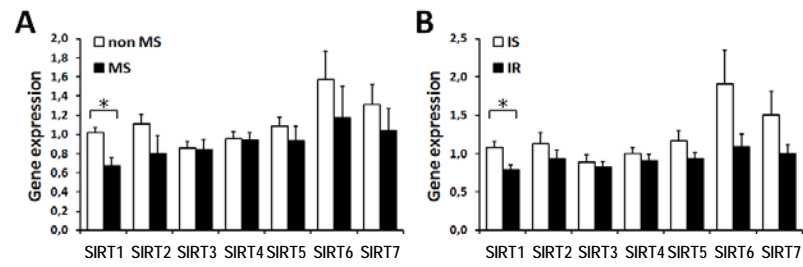 A
Gene expression
2,0
1,8
1,6
1,4
1,2
1,0
0,8
0,6
0,4
0,2
0,0
non MS
MS
*
SIRT1 SIRT2 SIRT3 SIRT4 SIRT5 SIRT6 SIRT7
B
Gene expression
2,5
2,0
1,5
1,0
0,5
0,0
IS
IR
*
SIRT1 SIRT2 SIRT3 SIRT4 SIRT5 SIRT6 SIRT7